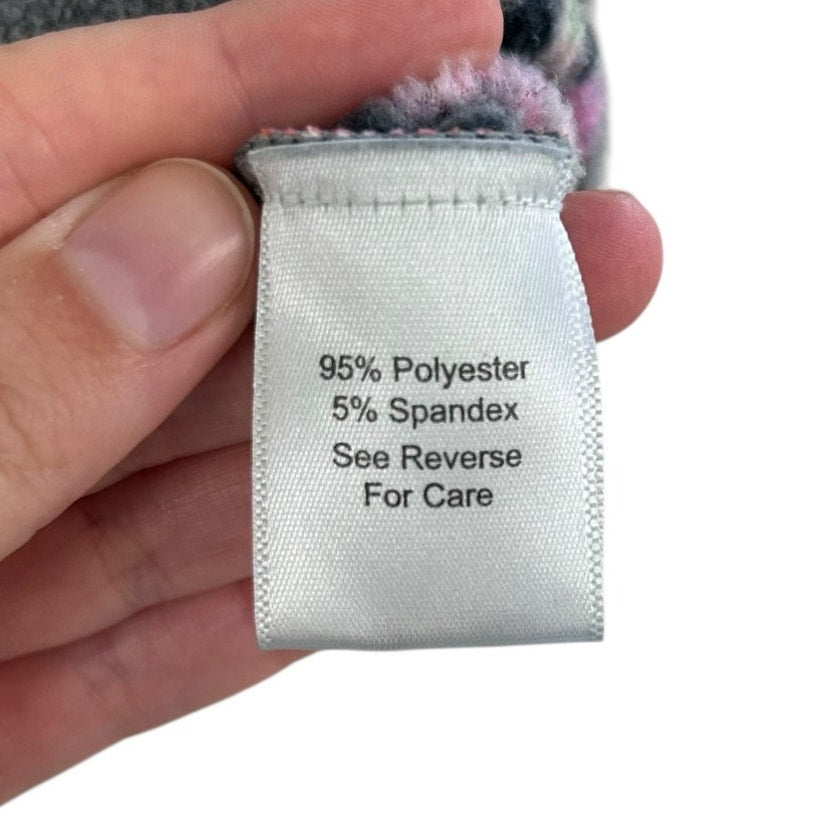 95% Polyester
5% Spandex
See Reverse
For Care